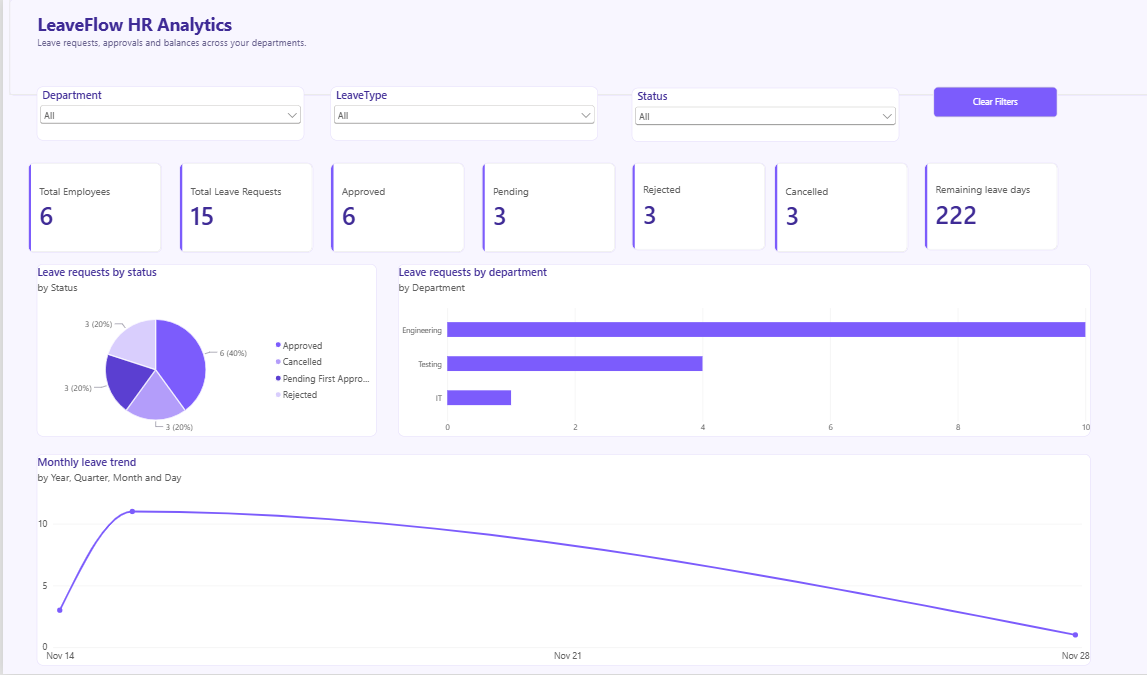 LeaveFlow HR Analytics
Leave requests, approvals and balances across your departments.
Department
All
LeaveType
All
Status
All
Clear Filters
Total Employees
6
Total Leave Requests
15
Approved
6
Pending
3
Rejected
3
Cancelled
3
Remaining leave days
222
Leave requests by status
by Status
3 (20%)
6 (40%)
3 (20%)
3 (20%)
Approved
Cancelled
Pending First Appro...
Rejected
Leave requests by department
by Department
Engineering
Testing
IT
0 2 4 6 8 10
Monthly leave trend
by Year, Quarter, Month and Day
10
5
0
Nov 14 Nov 21 Nov 28